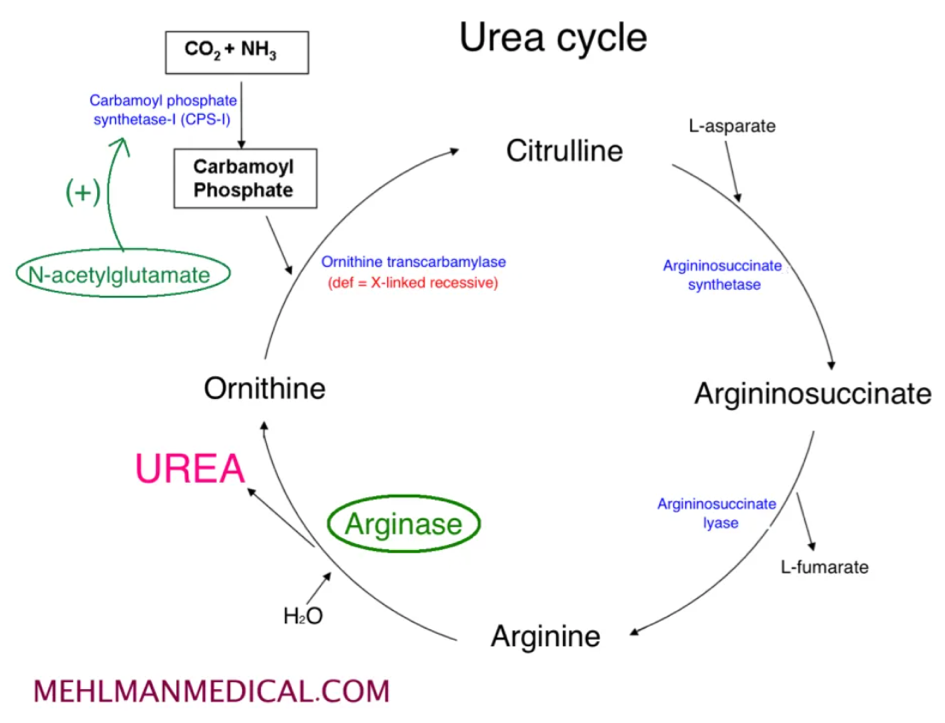 Urea cycle
CO2 + NH3
Carbamoyl phosphate
synthetase-I (CPS-I)
Carbamoyl
Phosphate
(+)
N-acetylglutamate
Citrulline
L-asparate
Ornithine transcarbamylase
(def = X-linked recessive)
Argininosuccinate
synthetase
Ornithine
Argininosuccinate
UREA
Arginase
Argininosuccinate
lyase
L-fumarate
H2O
Arginine
MEHLMANMEDICAL.COM